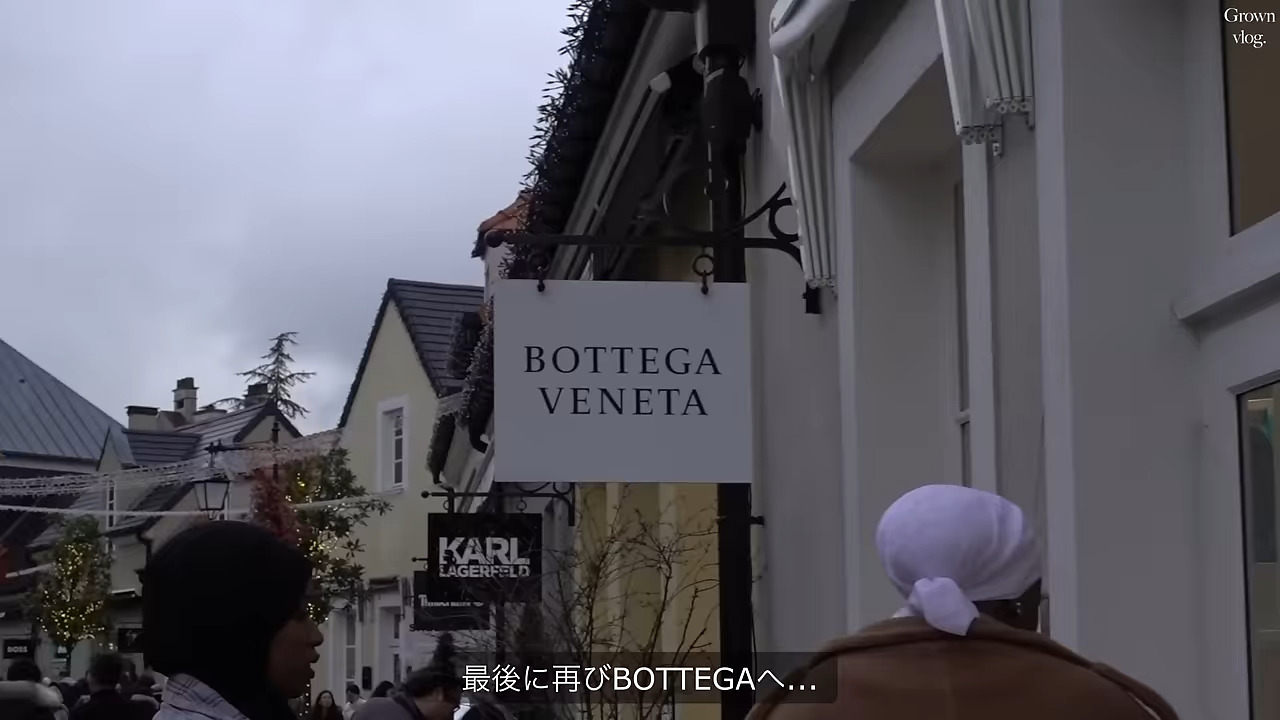 Grown
vlog.
BOTTEGA
VENETA
KARL
LAGERFELD
BOSS
最後に再びBOTTEGAへ...